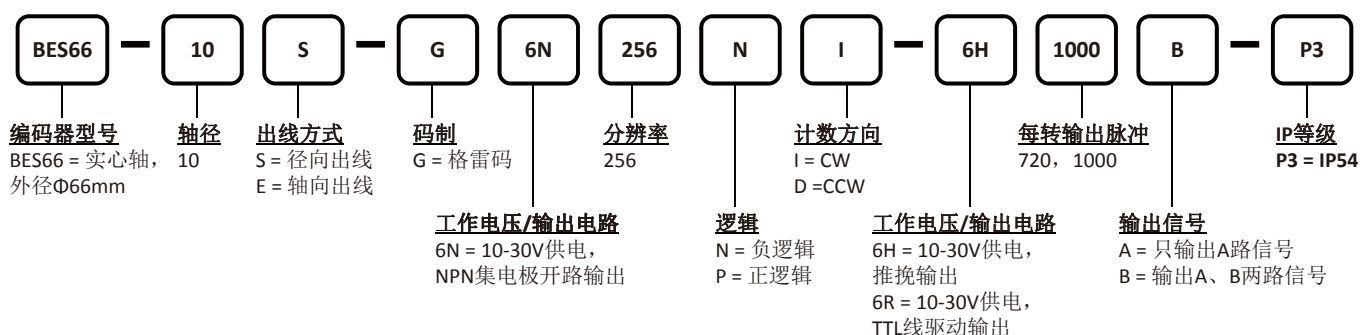 BES66 - 10 S - G 6N 256 N I - 6H 1000 B - P3
编码器型号
BES66 = 实心轴，
外径Φ66mm
轴径
10
出线方式
S = 径向出线
E = 轴向出线
码制
G = 格雷码
分辨率
256
计数方向
I = CW
D =CCW
每转输出脉冲
720，1000
IP等级
P3 = IP54
工作电压/输出电路
6N = 10-30V供电，
NPN集电极开路输出
逻辑
N = 负逻辑
P = 正逻辑
工作电压/输出电路
6H = 10-30V供电，
推挽输出
6R = 10-30V供电，
TTL线驱动输出
输出信号
A = 只输出A路信号
B = 输出A、B两路信号